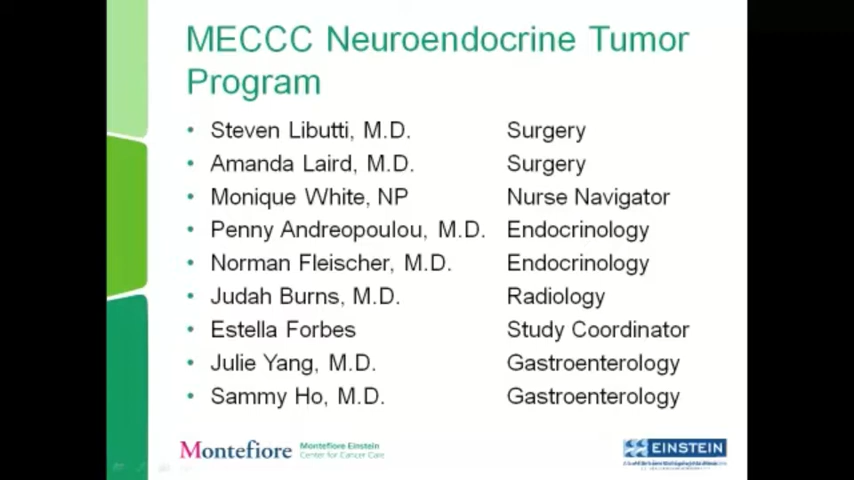 MECCC Neuroendocrine Tumor
Program
• Steven Libutti, M.D. Surgery
• Amanda Laird, M.D. Surgery
• Monique White, NP Nurse Navigator
• Penny Andreopoulou, M.D. Endocrinology
• Norman Fleischer, M.D. Endocrinology
• Judah Burns, M.D. Radiology
• Estella Forbes Study Coordinator
• Julie Yang, M.D. Gastroenterology
• Sammy Ho, M.D. Gastroenterology
Montefiore Montefiore Einstein
Center for Cancer Care
EINSTEIN